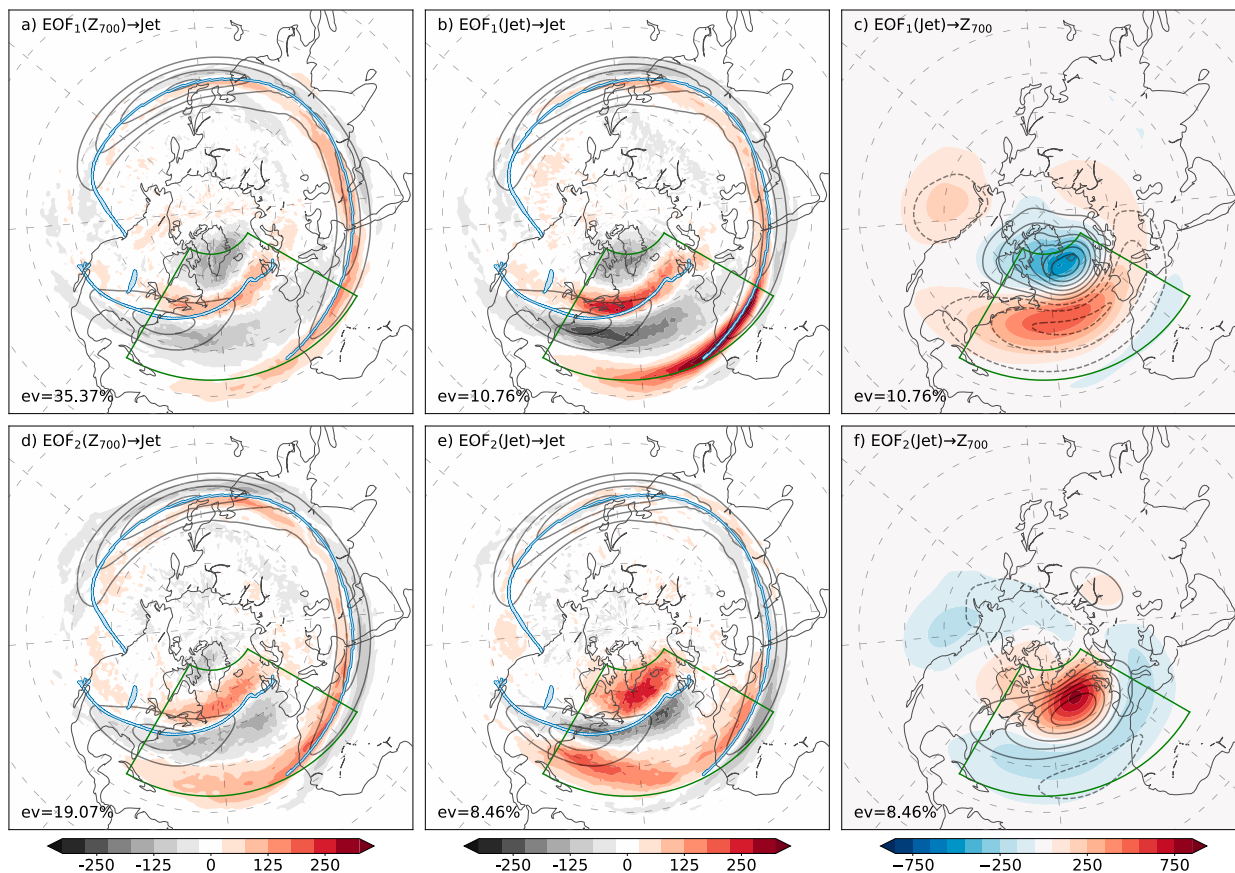 a) EOF₁(Z₇₀₀)→Jet
b) EOF₁(Jet)→Jet
c) EOF₁(Jet)→Z₇₀₀
ev=35.37%
ev=10.76%
ev=10.76%
d) EOF₂(Z₇₀₀)→Jet
e) EOF₂(Jet)→Jet
f) EOF₂(Jet)→Z₇₀₀
ev=19.07%
ev=8.46%
ev=8.46%
-250 -125 0 125 250
-250 -125 0 125 250
−750 −250 250 750